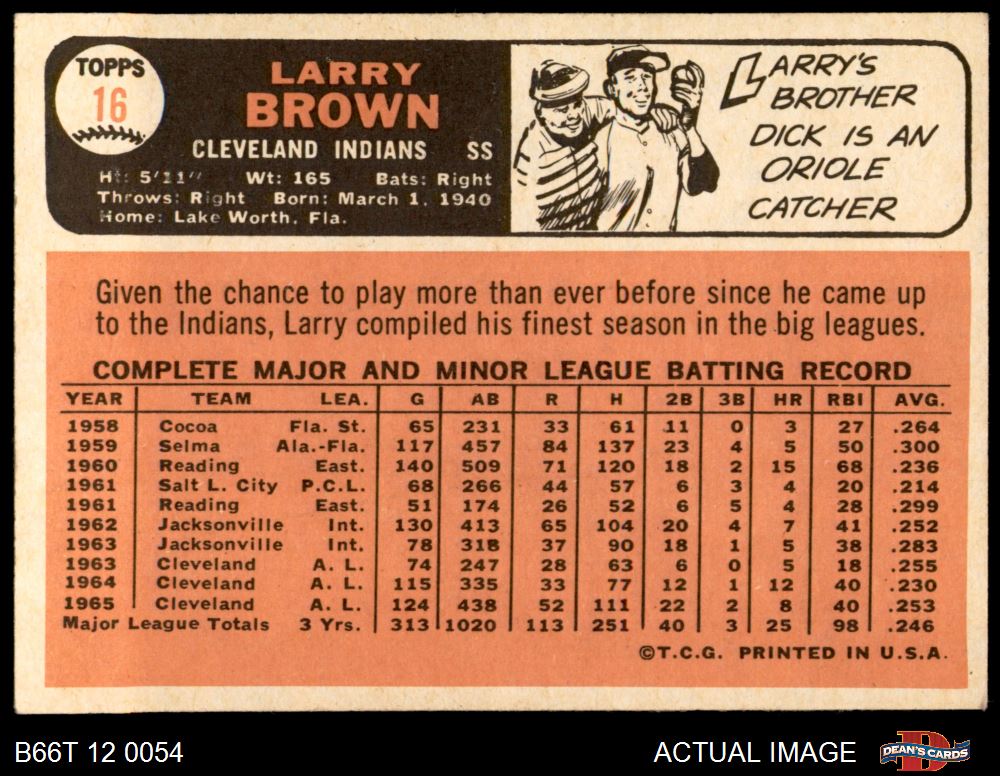 TOPPS
16
LARRY
BROWN
CLEVELAND INDIANS SS
Ht: 5'11" Wt: 165 Bats: Right
Throws: Right Born: March 1, 1940
Home: Lake Worth, Fla.
LARRY'S
BROTHER
DICK IS AN
ORIOLE
CATCHER
Given the chance to play more than ever before since he came up
to the Indians, Larry compiled his finest season in the big leagues.
COMPLETE MAJOR AND MINOR LEAGUE BATTING RECORD
YEAR TEAM LEA. G AB R H 2B 3B HR RBI AVG.
1958 Cocoa Fla. St. 65 231 33 61 11 0 3 27 .264
1959 Selma Ala.-Fla. 117 457 84 137 23 4 5 50 .300
1960 Reading East. 140 509 71 120 18 2 15 68 .236
1961 Salt L. City P.C.L. 68 266 44 57 6 3 4 20 .214
1961 Reading East. 51 174 26 52 6 5 4 28 .299
1962 Jacksonville Int. 130 413 65 104 20 4 7 41 .252
1963 Jacksonville Int. 78 318 37 90 18 1 5 38 .283
1963 Cleveland A. L. 74 247 28 63 6 0 5 18 .255
1964 Cleveland A. L. 115 335 33 77 12 1 12 40 .230
1965 Cleveland A. L. 124 438 52 111 22 2 8 40 .253
Major League Totals 3 Yrs. 313 1020 113 251 40 3 25 98 .246
©T.C.G. PRINTED IN U.S.A.
B66T 12 0054 ACTUAL IMAGE DEAN'S CARDS